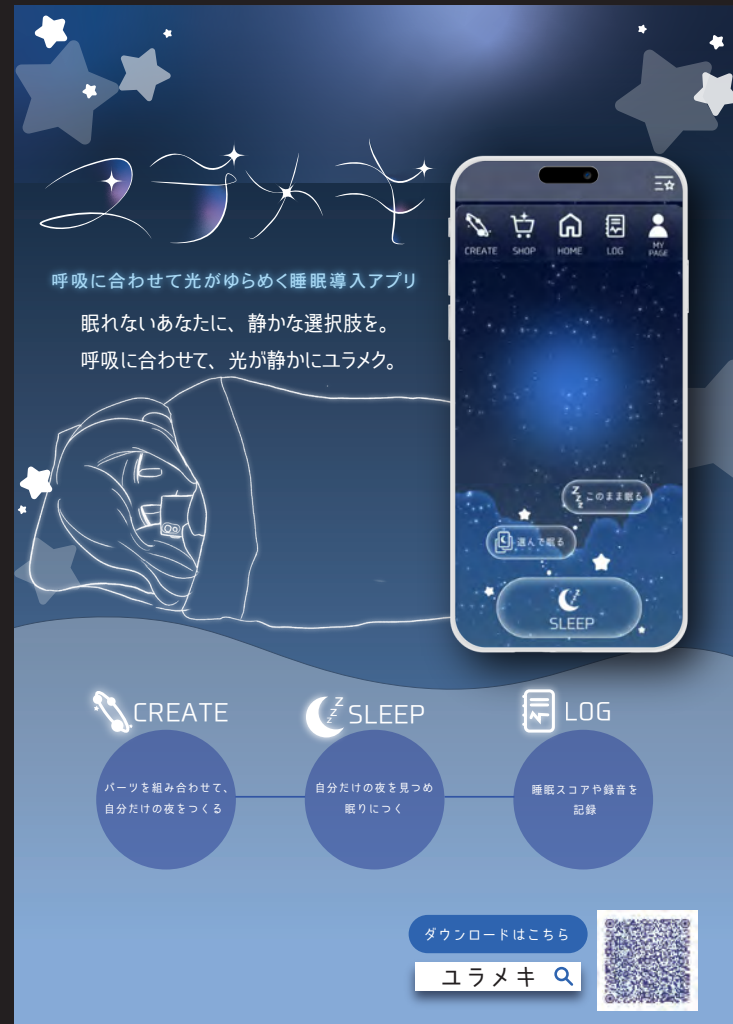 ユラメキ
呼吸に合わせて光がゆらめく睡眠導入アプリ
眠れないあなたに、静かな選択肢を。
呼吸に合わせて、光が静かにユラメク。
CREATE
SHOP
HOME
LOG
MY
PAGE
zzz
このまま眠る
選んで眠る
zz
SLEEP
CREATE
zzz
SLEEP
LOG
パーツを組み合わせて、
自分だけの夜をつくる
自分だけの夜を見つめ
眠りにつく
睡眠スコアや録音を
記録
ダウンロードはこちら
ユラメキ